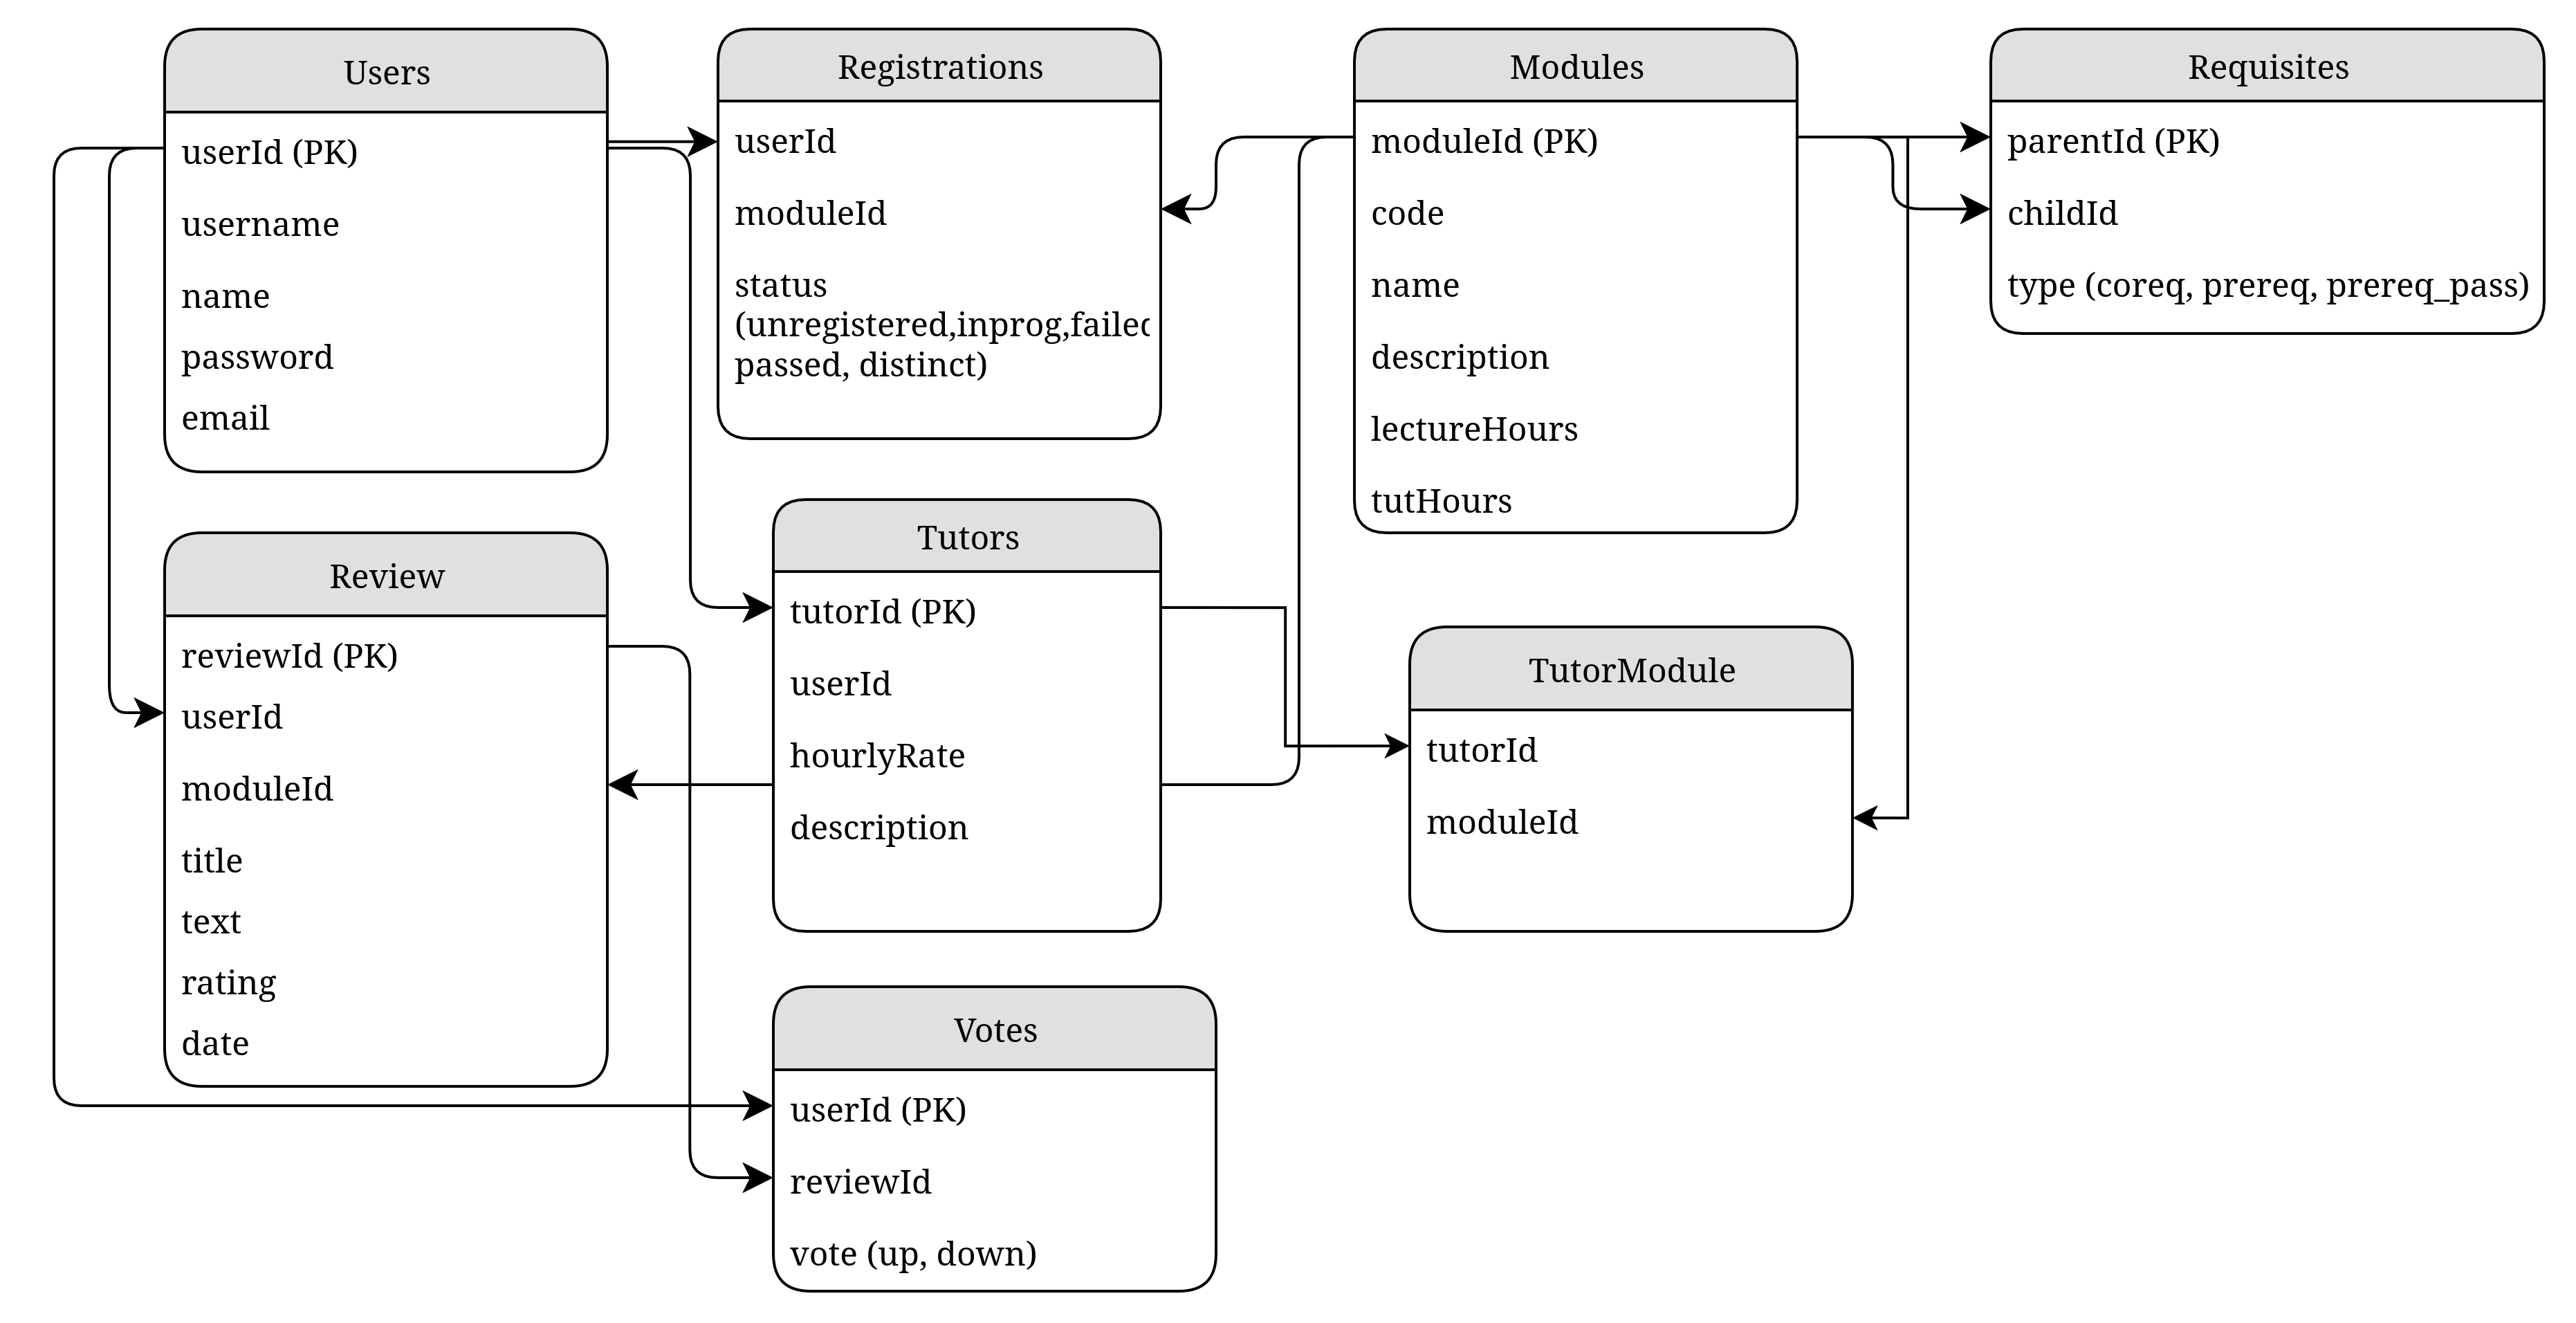 Users
userId (PK)
username
name
password
email
Registrations
userId
moduleId
status
(unregistered,inprog,failed
passed, distinct)
Modules
moduleId (PK)
code
name
description
lectureHours
tutHours
Requisites
parentId (PK)
childId
type (coreq, prereq, prereq_pass)
Review
reviewId (PK)
userId
moduleId
title
text
rating
date
Tutors
tutorId (PK)
userId
hourlyRate
description
TutorModule
tutorId
moduleId
Votes
userId (PK)
reviewId
vote (up, down)